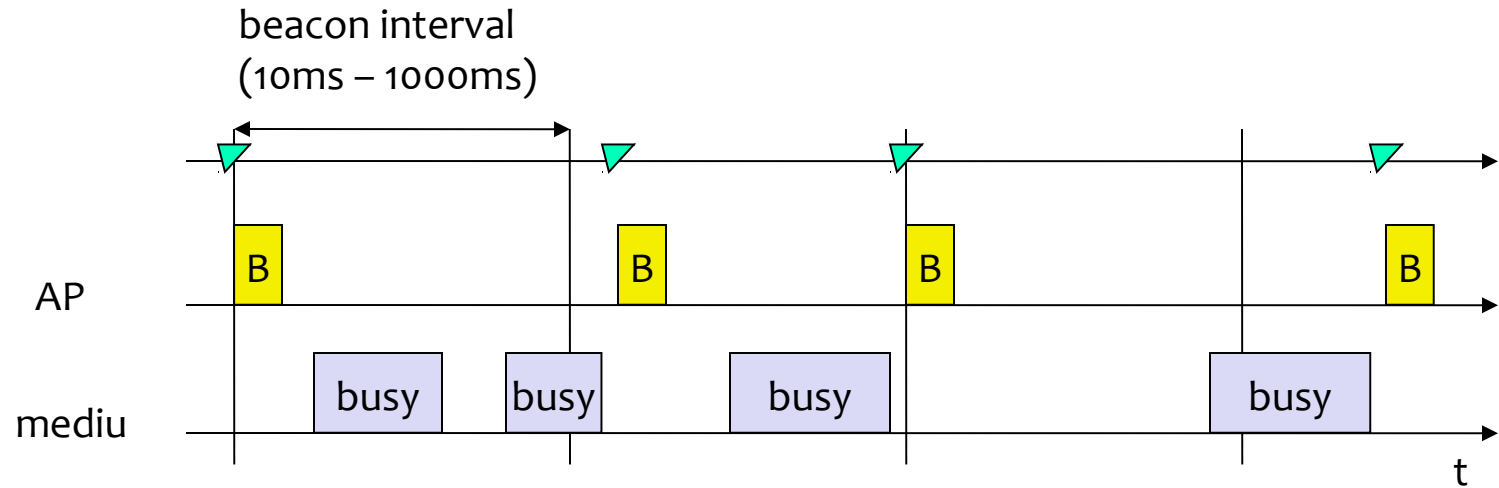 beacon interval
(10ms – 1000ms)
AP
B
B
B
B
mediu
busy
busy
busy
busy
t